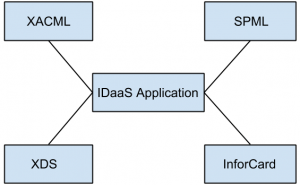 XACML
SPML
IDaaS Application
XDS
InforCard